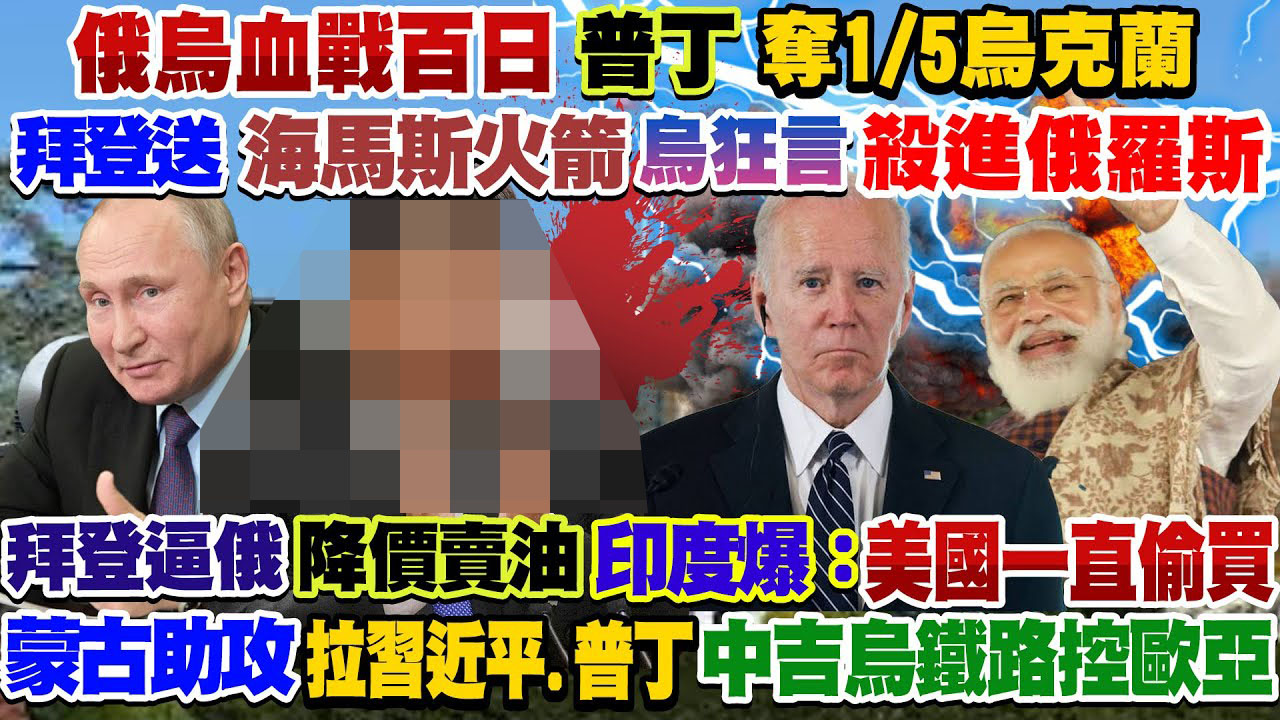 俄烏血戰百日 普丁 奪1/5烏克蘭
拜登送 海馬斯火箭 烏狂言 殺進俄羅斯
拜登逼俄 降價賣油 印度爆：美國一直偷買
蒙古助攻 拉習近平.普丁 中吉烏鐵路控歐亞